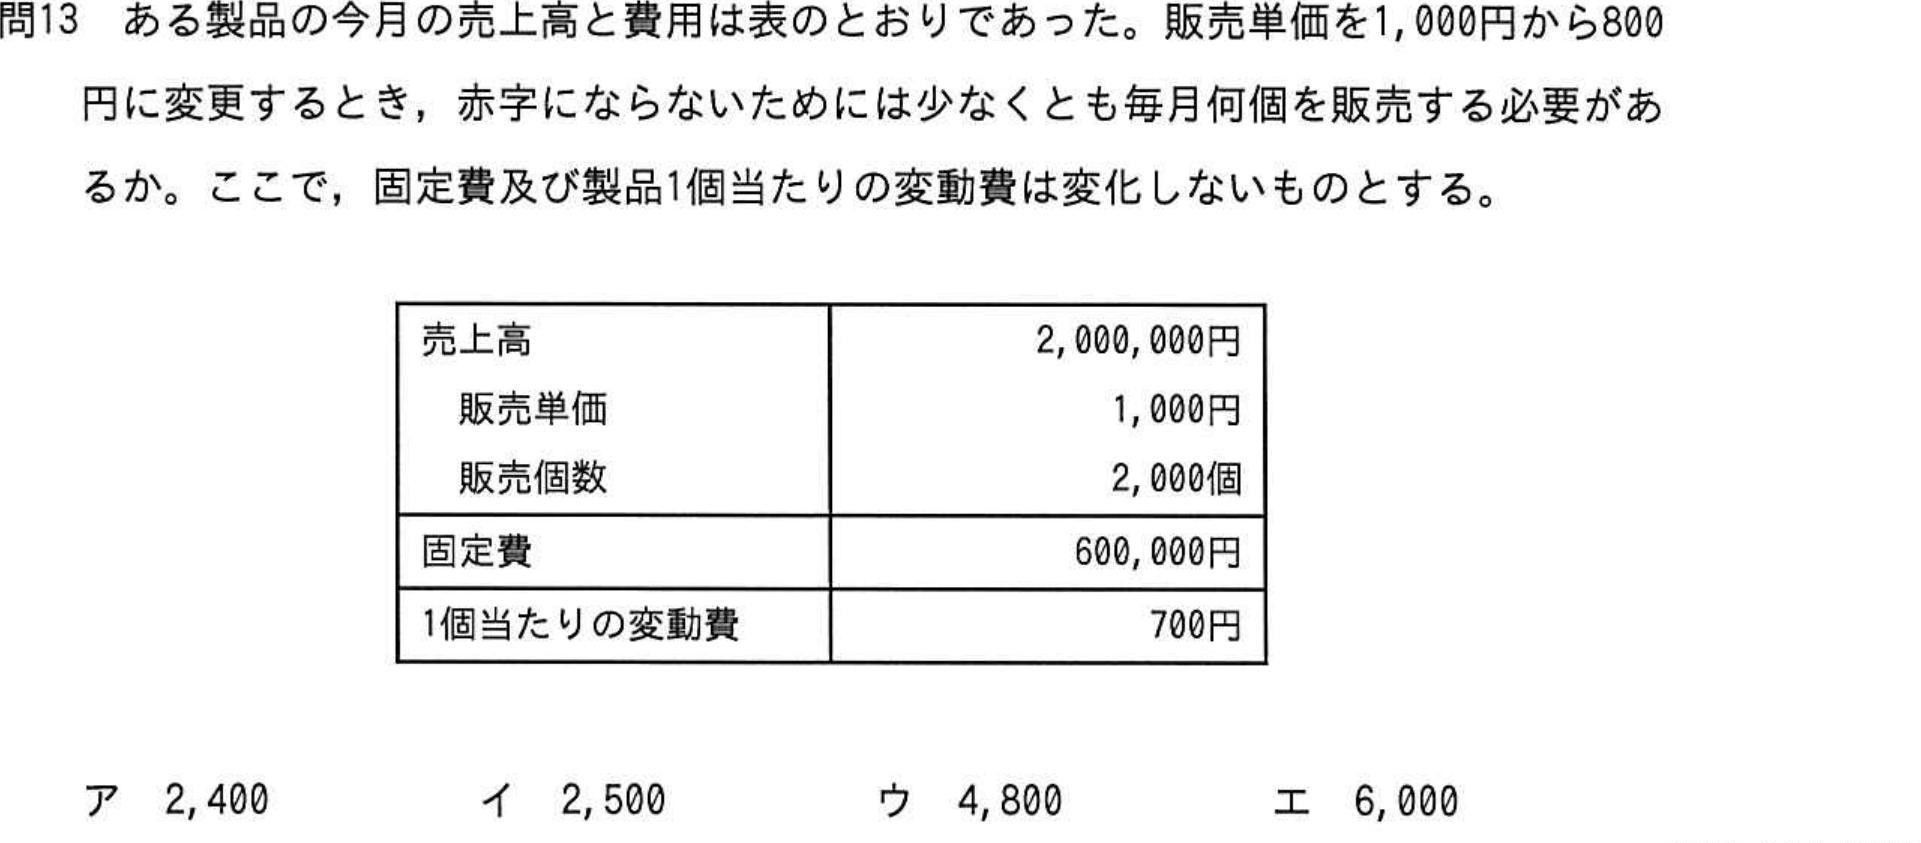 問13　ある製品の今月の売上高と費用は表のとおりであった。販売単価を1,000円から800
円に変更するとき，赤字にならないためには少なくとも毎月何個を販売する必要があ
るか。ここで，固定費及び製品1個当たりの変動費は変化しないものとする。
売上高　2,000,000円
販売単価　1,000円
販売個数　2,000個
固定費　600,000円
1個当たりの変動費　700円
ア　2,400　イ　2,500　ウ　4,800　エ　6,000